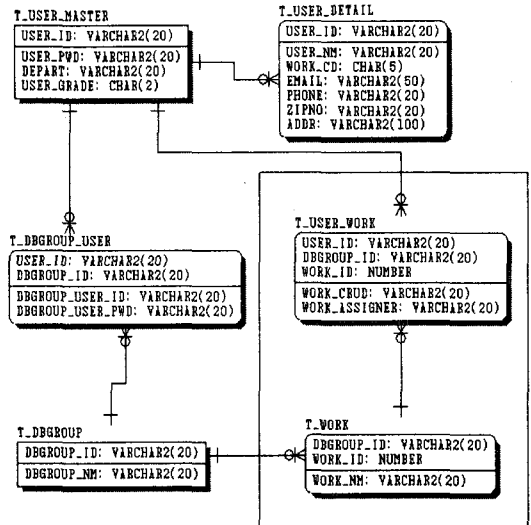 T_USER_MASTER
USER_ID: VARCHAR2(20)
USER_PWD: VARCHAR2(20)
DEPART: VARCHAR2(20)
USER_GRADE: CHAR(2)
T_USER_DETAIL
USER_ID: VARCHAR2(20)
USER_NM: VARCHAR2(20)
WORK_CD: CHAR(5)
EMAIL: VARCHAR2(50)
PHONE: VARCHAR2(20)
ZIPNO: VARCHAR2(20)
ADDR: VARCHAR2(100)
T_DBGROUP_USER
USER_ID: VARCHAR2(20)
DBGROUP_ID: VARCHAR2(20)
DBGROUP_USER_ID: VARCHAR2(20)
DBGROUP_USER_PWD: VARCHAR2(20)
T_USER_WORK
USER_ID: VARCHAR2(20)
DBGROUP_ID: VARCHAR2(20)
WORK_ID: NUMBER
WORK_CRUD: VARCHAR2(20)
WORK_ASSIGNER: VARCHAR2(20)
T_DBGROUP
DBGROUP_ID: VARCHAR2(20)
DBGROUP_NM: VARCHAR2(20)
T_WORK
DBGROUP_ID: VARCHAR2(20)
WORK_ID: NUMBER
WORK_NM: VARCHAR2(20)